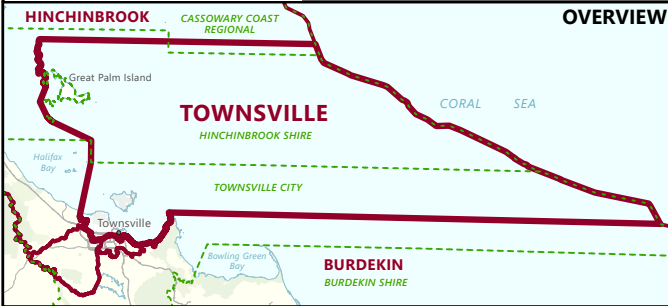 HINCHINBROOK
CASSOWARY COAST
REGIONAL
OVERVIEW
Great Palm Island
TOWNSVILLE
HINCHINBROOK SHIRE
CORAL SEA
Halifax
Bay
TOWNSVILLE CITY
Townsville
Bowling Green
Bay
BURDEKIN
BURDEKIN SHIRE